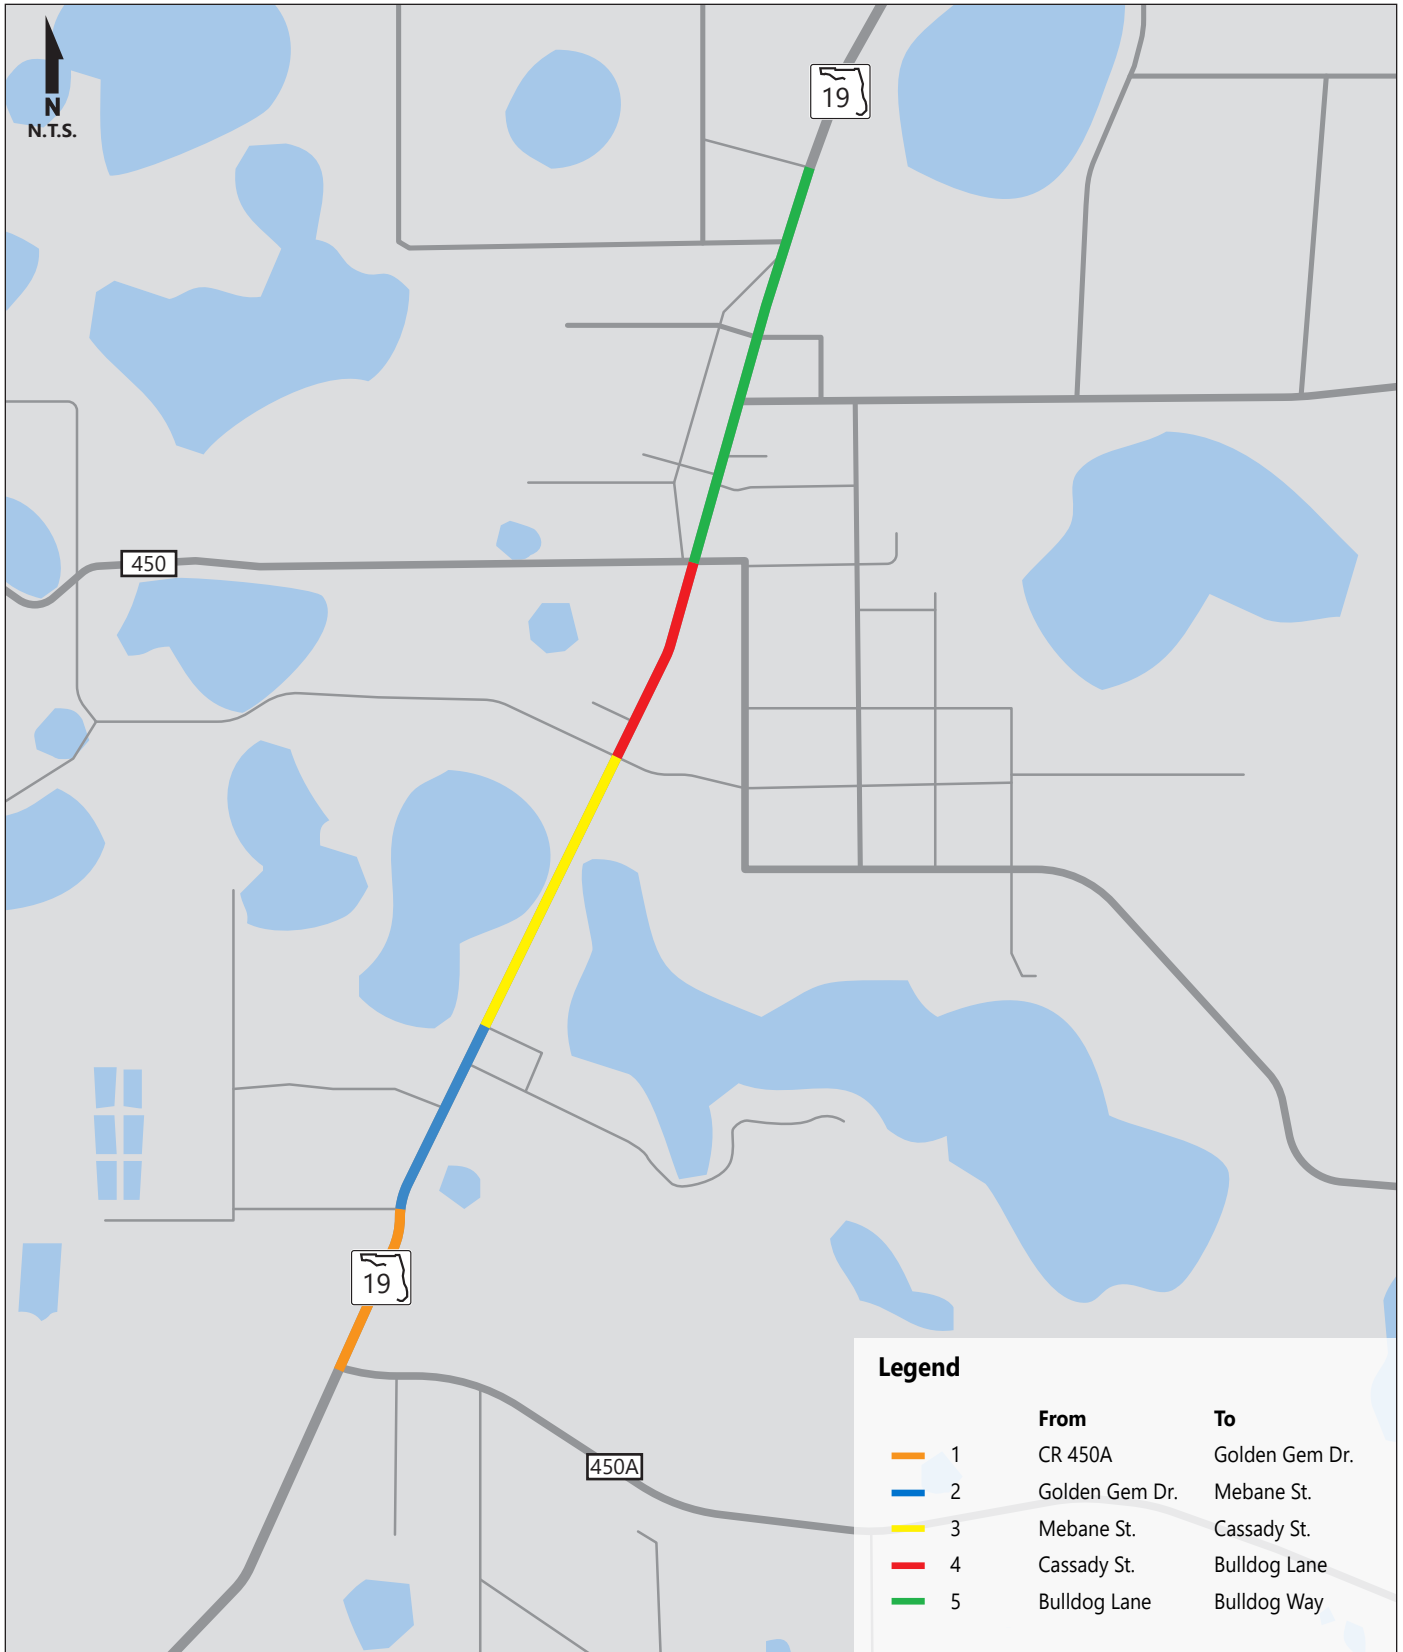 19
N
N.T.S.
450
19
450A
Legend
From To
1 CR 450A Golden Gem Dr.
2 Golden Gem Dr. Mebane St.
3 Mebane St. Cassady St.
4 Cassady St. Bulldog Lane
5 Bulldog Lane Bulldog Way